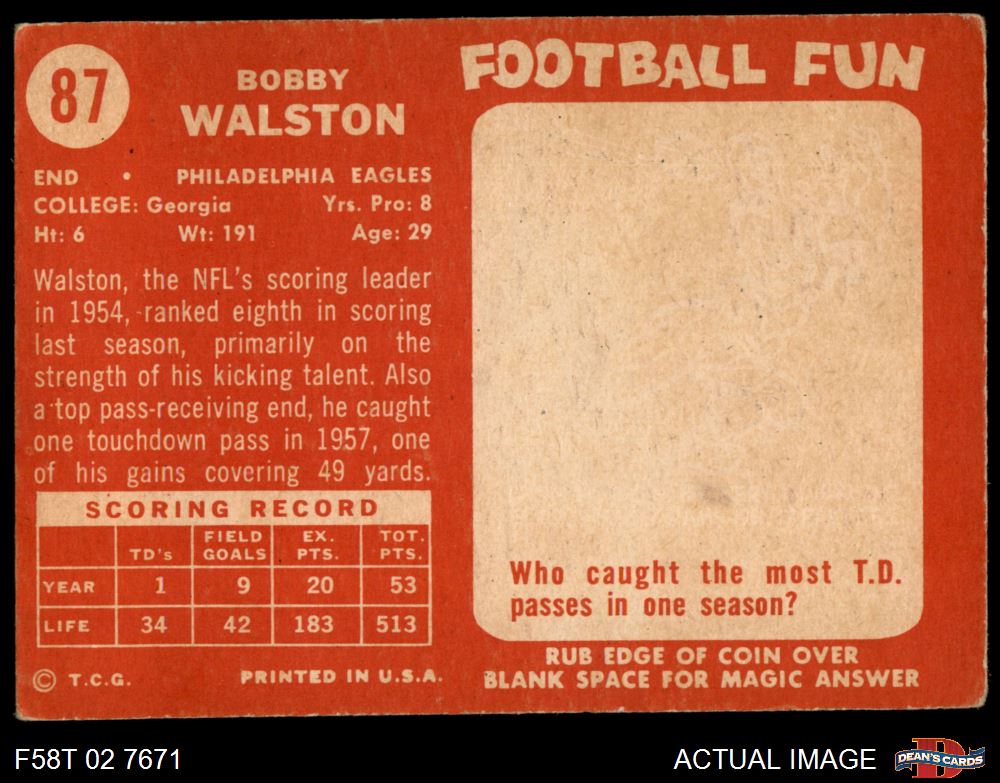 87
BOBBY
WALSTON
END • PHILADELPHIA EAGLES
COLLEGE: Georgia Yrs. Pro: 8
Ht: 6 Wt: 191 Age: 29
Walston, the NFL's scoring leader
in 1954, ranked eighth in scoring
last season, primarily on the
strength of his kicking talent. Also
a top pass-receiving end, he caught
one touchdown pass in 1957, one
of his gains covering 49 yards.
SCORING RECORD
TD's FIELD GOALS EX. PTS. TOT. PTS.
YEAR 1 9 20 53
LIFE 34 42 183 513
© T.C.G. PRINTED IN U.S.A.
FOOTBALL FUN
Who caught the most T.D.
passes in one season?
RUB EDGE OF COIN OVER
BLANK SPACE FOR MAGIC ANSWER
F58T 02 7671
ACTUAL IMAGE
D
DEAN'S CARDS